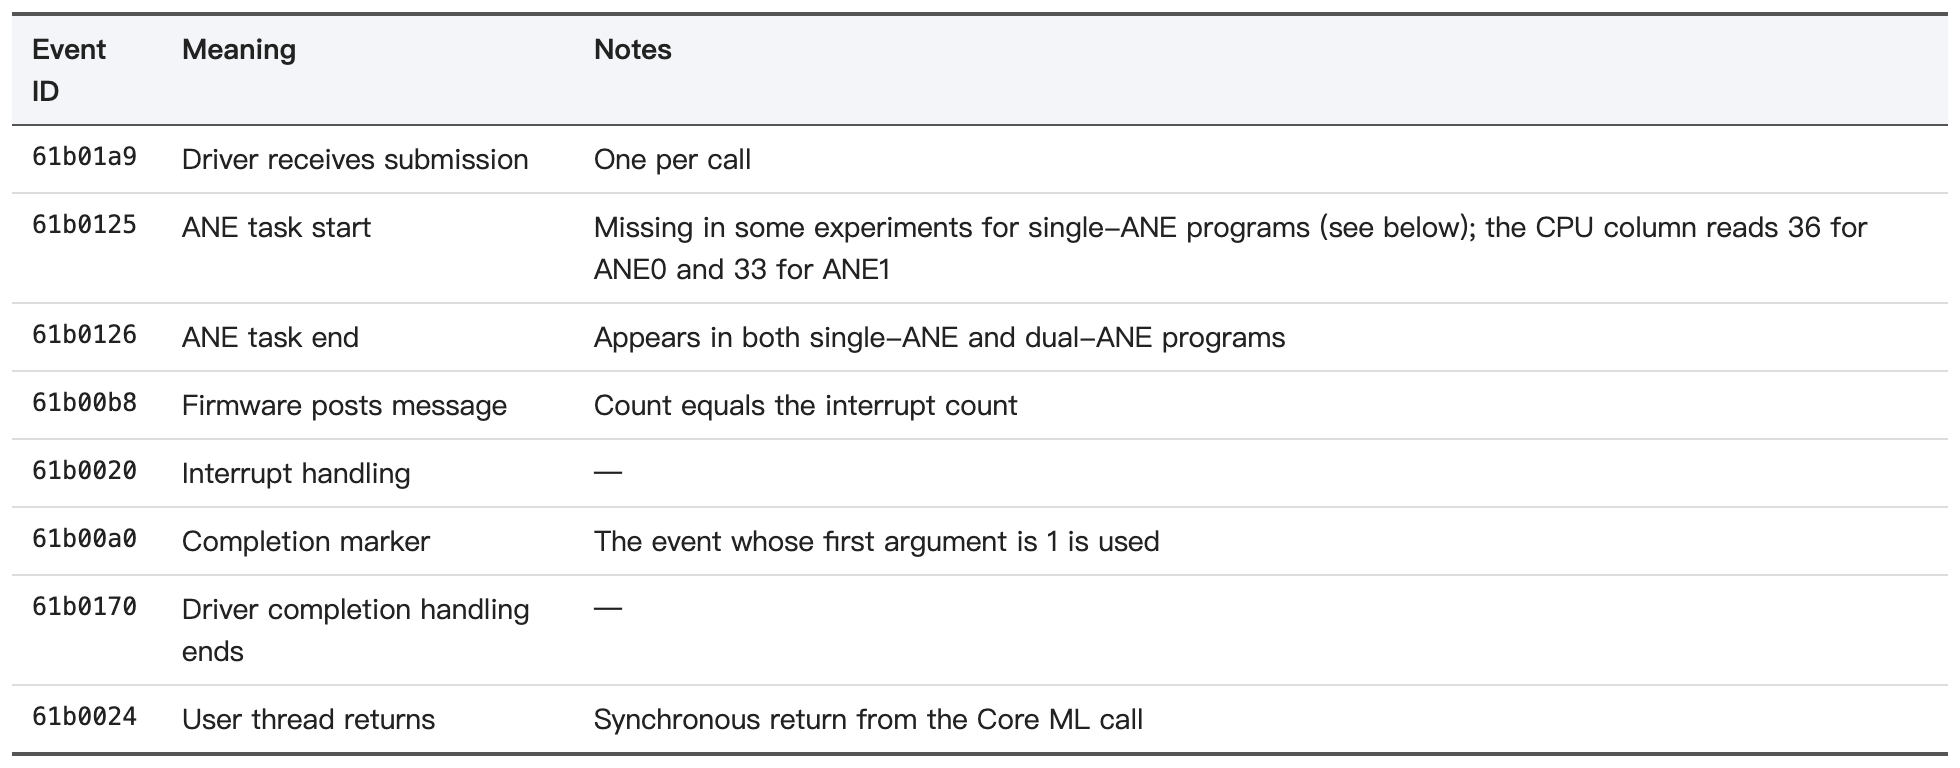 Event ID Meaning Notes
61b01a9 Driver receives submission One per call
61b0125 ANE task start Missing in some experiments for single–ANE programs (see below); the CPU column reads 36 for
ANE0 and 33 for ANE1
61b0126 ANE task end Appears in both single–ANE and dual–ANE programs
61b00b8 Firmware posts message Count equals the interrupt count
61b0020 Interrupt handling —
61b00a0 Completion marker The event whose first argument is 1 is used
61b0170 Driver completion handling ends —
61b0024 User thread returns Synchronous return from the Core ML call